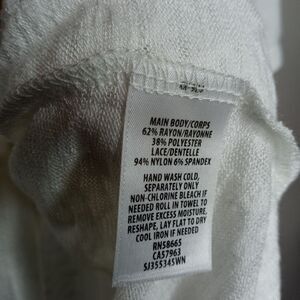 MAIN BODY/CORPS
62% RAYON/RAYONNE
38% POLYESTER
LACE/DENTELLE
94% NYLON 6% SPANDEX
HAND WASH COLD,
SEPARATELY ONLY
NON-CHLORINE BLEACH IF
NEEDED ROLL IN TOWEL TO
REMOVE EXCESS MOISTURE,
RESHAPE, LAY FLAT TO DRY
COOL IRON IF NEEDED
RN58665
CA57963
SJ355345WN